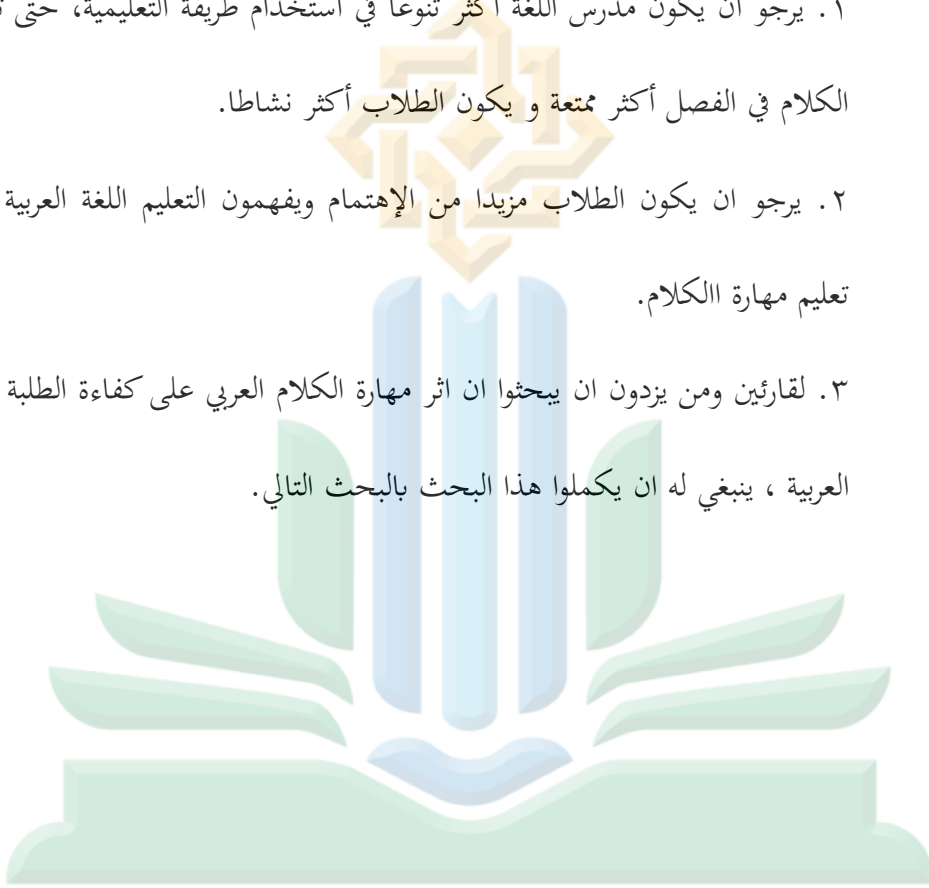 ١. يرجو ان يكون مدرس اللغة أكثر تنوعا في استخدام طريقة التعليمية، حتى
الكلام في الفصل أكثر ممتعة و يكون الطلاب أكثر نشاطا.
٢. يرجو ان يكون الطلاب مزيدا من الإهتمام ويفهمون التعليم اللغة العربية
تعليم مهارة االكلام.
٣. لقارئين ومن يزدون ان يبحثوا ان اثر مهارة الكلام العربي على كفاءة الطلبة
العربية ، ينبغي له ان يكملوا هذا البحث بالبحث التالي.